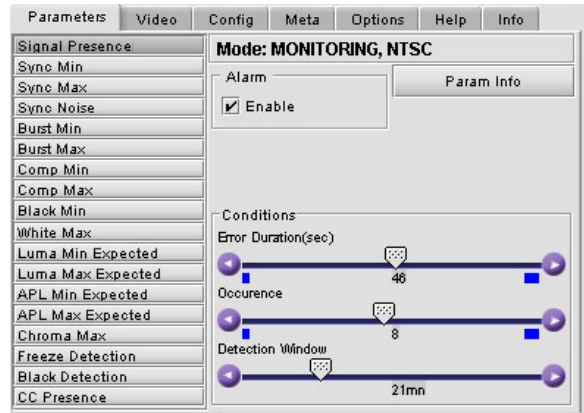 Parameters Video Config Meta Options Help Info
Signal Presence
Sync Min
Sync Max
Sync Noise
Burst Min
Burst Max
Comp Min
Comp Max
Black Min
White Max
Luma Min Expected
Luma Max Expected
APL Min Expected
APL Max Expected
Chroma Max
Freeze Detection
Black Detection
CC Presence
Mode: MONITORING, NTSC
Alarm
Enable
Param Info
Conditions
Error Duration(sec)
46
Occurence
8
Detection Window
21mn